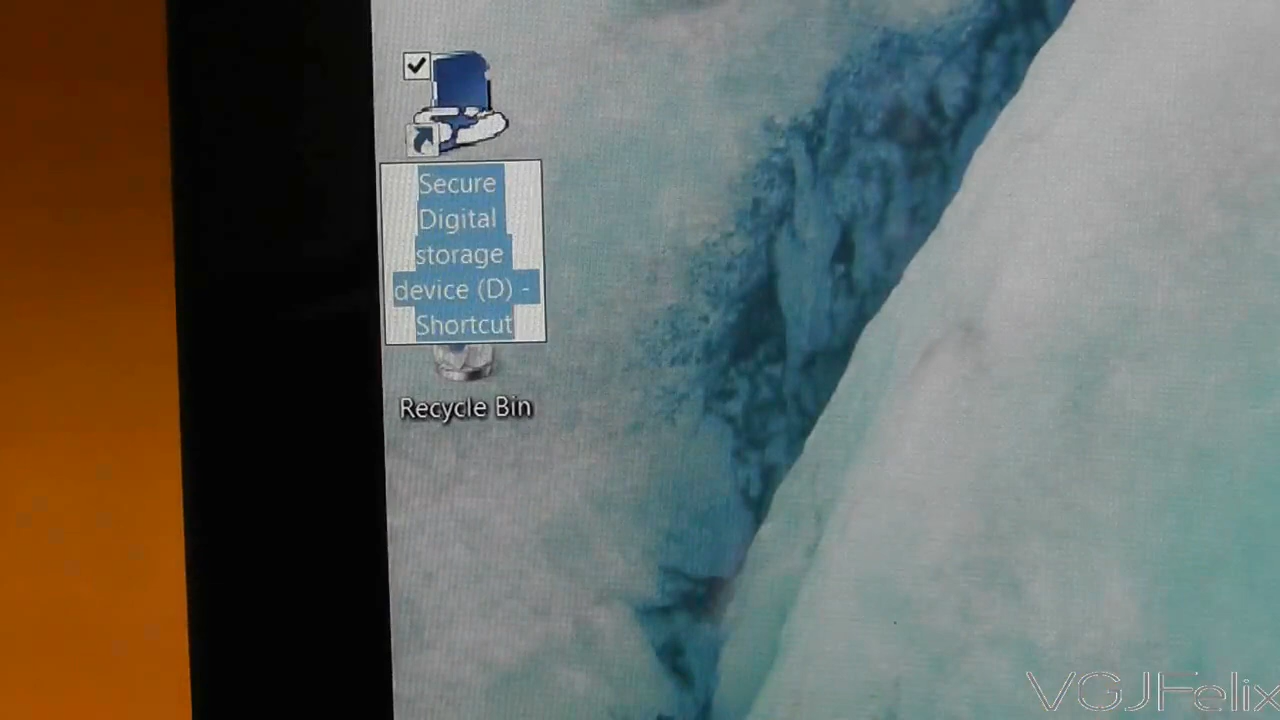 Secure
Digital
storage
device (D) -
Shortcut
Recycle Bin
VGJFelix